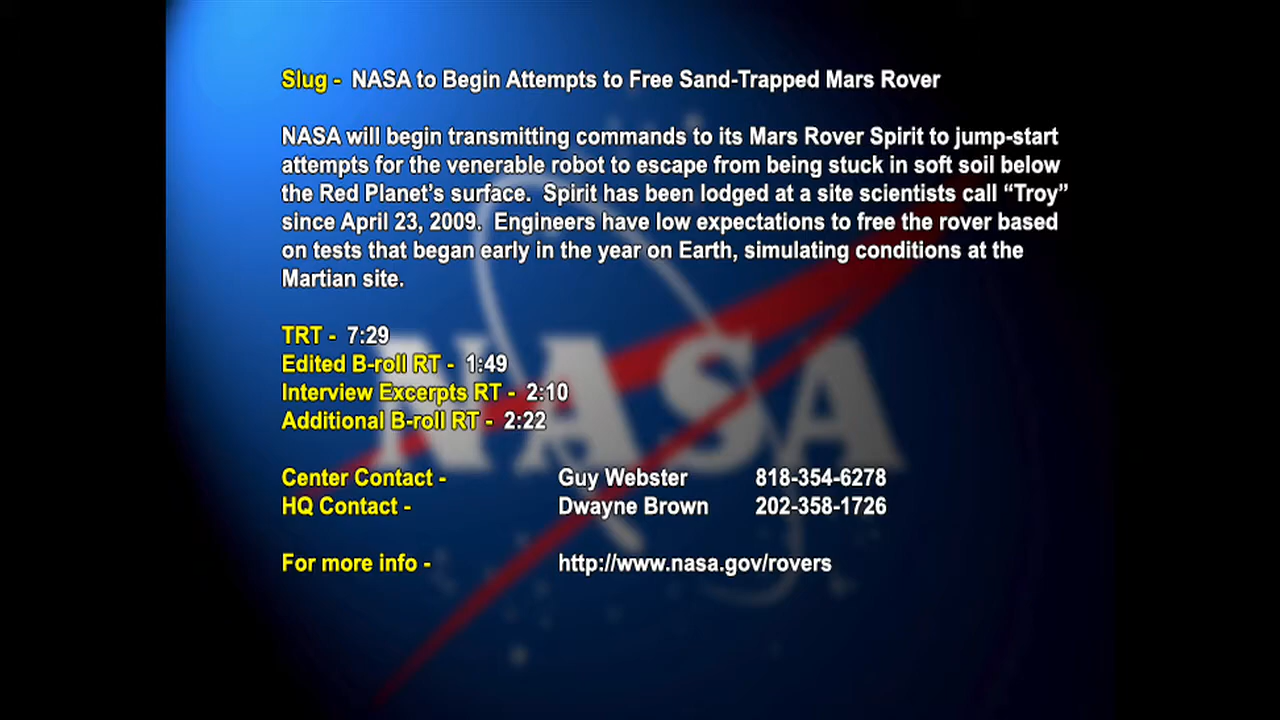 Slug - NASA to Begin Attempts to Free Sand-Trapped Mars Rover
NASA will begin transmitting commands to its Mars Rover Spirit to jump-start
attempts for the venerable robot to escape from being stuck in soft soil below
the Red Planet's surface. Spirit has been lodged at a site scientists call “Troy”
since April 23, 2009. Engineers have low expectations to free the rover based
on tests that began early in the year on Earth, simulating conditions at the
Martian site.
TRT - 7:29
Edited B-roll RT - 1:49
Interview Excerpts RT - 2:10
Additional B-roll RT - 2:22
NASA
Center Contact - Guy Webster 818-354-6278
HQ Contact - Dwayne Brown 202-358-1726
For more info - http://www.nasa.gov/rovers